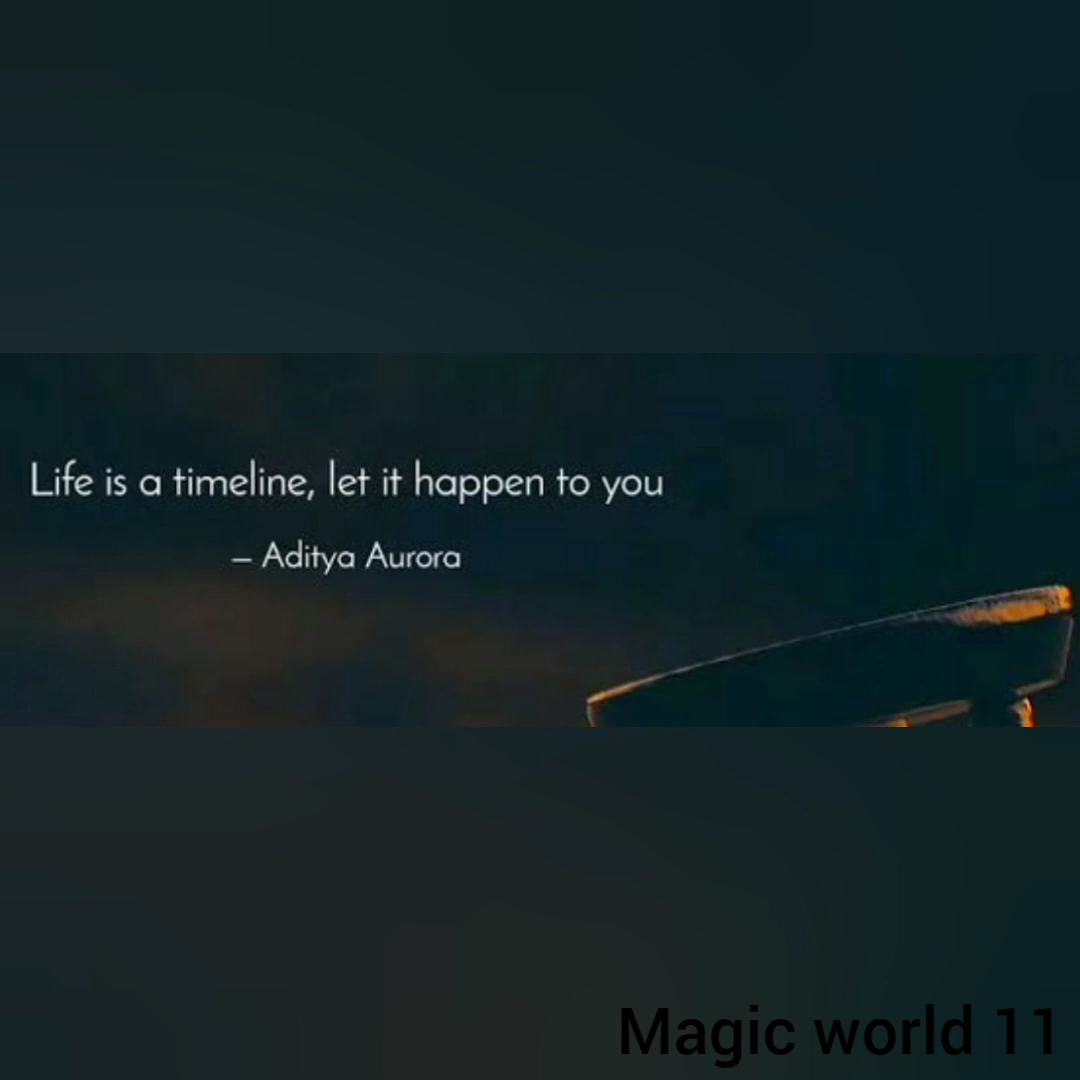 Life is a timeline, let it happen to you
– Aditya Aurora
Magic world 11